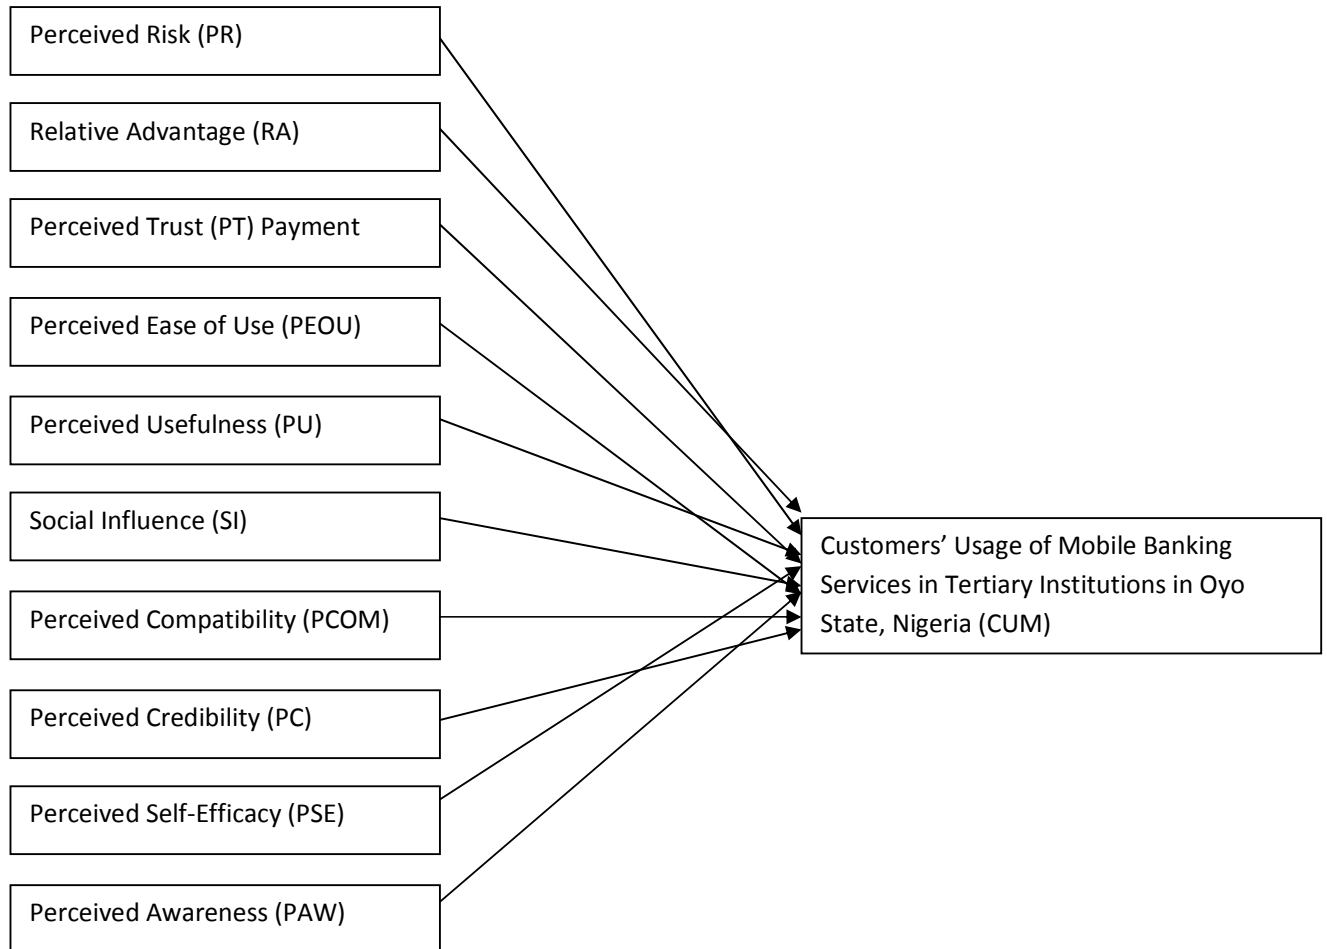 Perceived Risk (PR)
Relative Advantage (RA)
Perceived Trust (PT) Payment
Perceived Ease of Use (PEOU)
Perceived Usefulness (PU)
Social Influence (SI)
Perceived Compatibility (PCOM)
Perceived Credibility (PC)
Perceived Self-Efficacy (PSE)
Perceived Awareness (PAW)
Customers’ Usage of Mobile Banking
Services in Tertiary Institutions in Oyo
State, Nigeria (CUM)